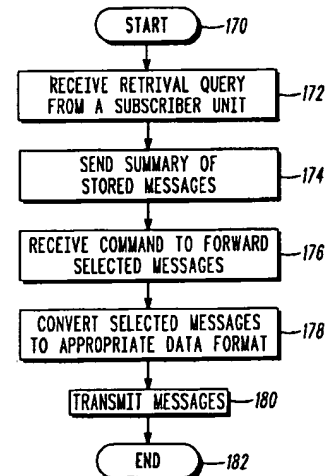 START 170
RECEIVE RETRIVAL QUERY
FROM A SUBSCRIBER UNIT 172
SEND SUMMARY OF
STORED MESSAGES 174
RECEIVE COMMAND TO FORWARD
SELECTED MESSAGES 176
CONVERT SELECTED MESSAGES
TO APPROPRIATE DATA FORMAT 178
TRANSMIT MESSAGES 180
END 182